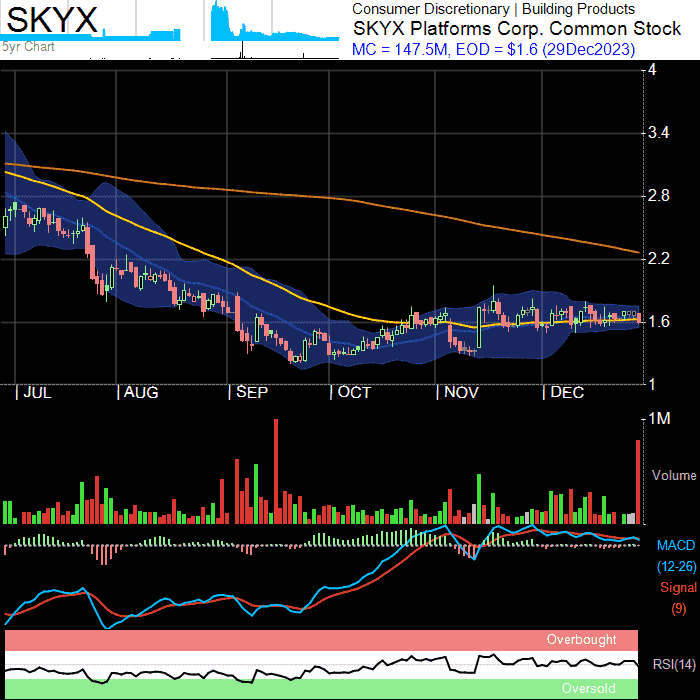 SKYX
5yr Chart
Consumer Discretionary | Building Products
SKYX Platforms Corp. Common Stock
MC = 147.5M, EOD = $1.6 (29Dec2023)
4
3.4
2.8
2.2
1.6
1
JUL AUG SEP OCT NOV DEC
1M
Volume
MACD
(12-26)
Signal
(9)
Overbought
RSI(14)
Oversold